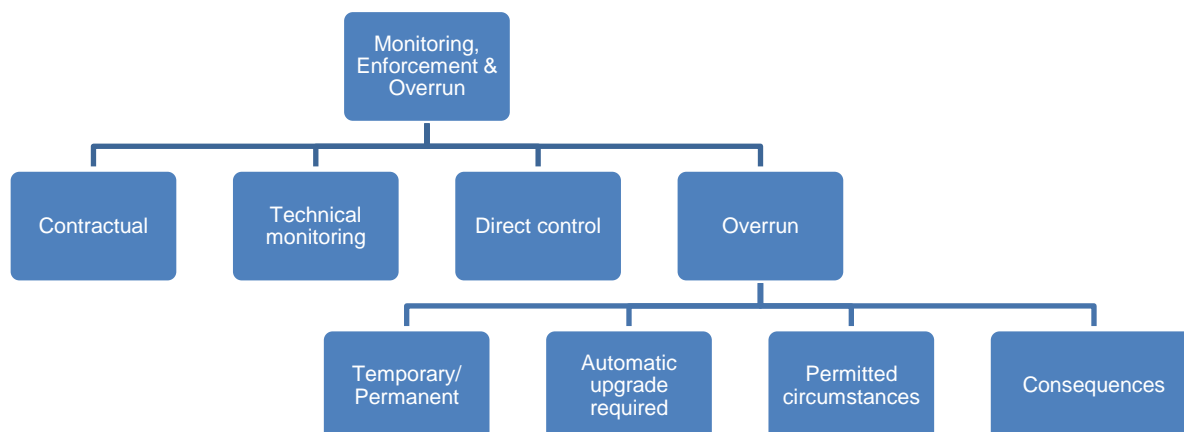 Monitoring,
Enforcement &
Overrun
Contractual
Technical
monitoring
Direct control
Overrun
Temporary/
Permanent
Automatic
upgrade
required
Permitted
circumstances
Consequences